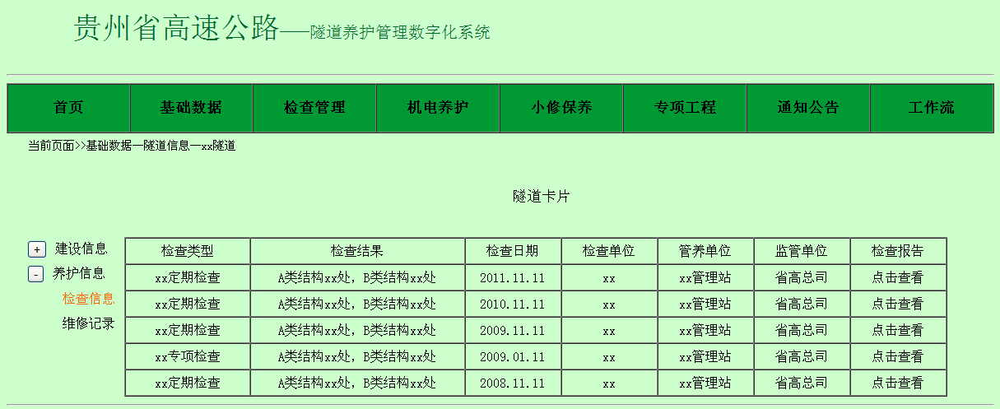 贵州省高速公路——隧道养护管理数字化系统
首页 基础数据 检查管理 机电养护 小修保养 专项工程 通知公告 工作流
当前页面>>基础数据—隧道信息—xx隧道
隧道卡片
+ 建设信息
- 养护信息
检查信息
维修记录
检查类型 检查结果 检查日期 检查单位 管养单位 监管单位 检查报告
xx定期检查 A类结构xx处，B类结构xx处 2011.11.11 xx xx管理站 省高总司 点击查看
xx定期检查 A类结构xx处，B类结构xx处 2010.11.11 xx xx管理站 省高总司 点击查看
xx定期检查 A类结构xx处，B类结构xx处 2009.11.11 xx xx管理站 省高总司 点击查看
xx专项检查 A类结构xx处，B类结构xx处 2009.01.11 xx xx管理站 省高总司 点击查看
xx定期检查 A类结构xx处，B类结构xx处 2008.11.11 xx xx管理站 省高总司 点击查看